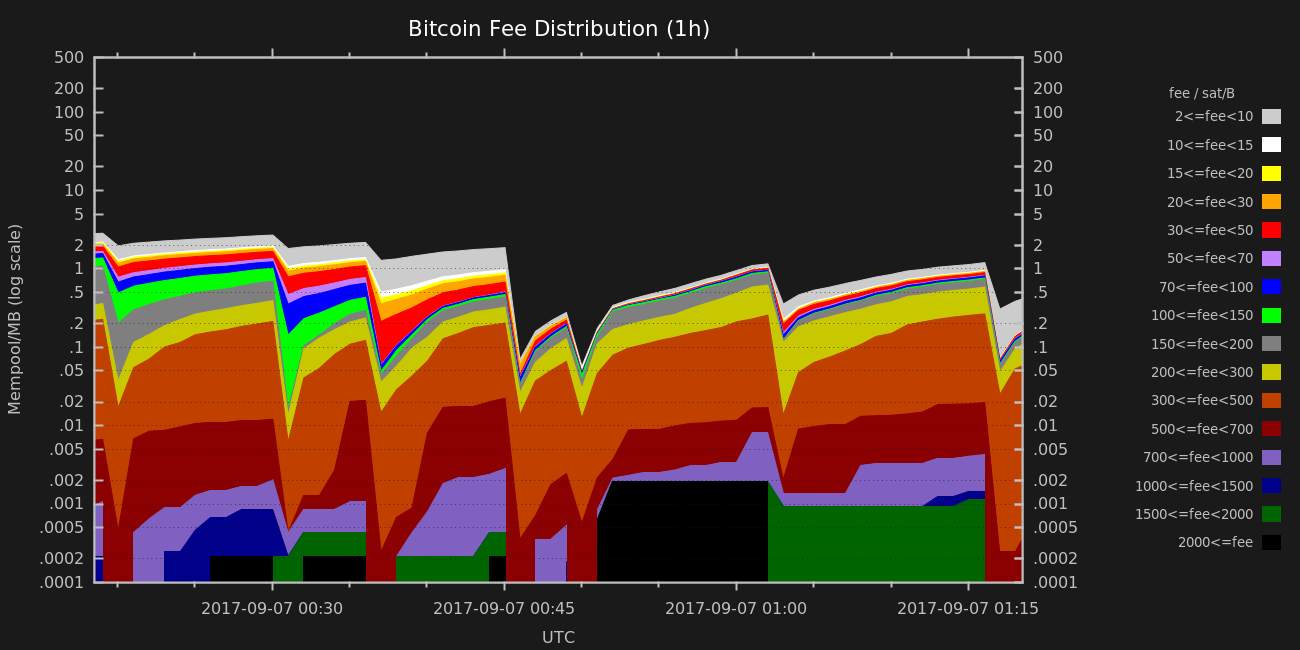 Bitcoin Fee Distribution (1h)
500
200
100
50
20
10
5
2
1
.5
.2
.1
.05
.02
.01
.005
.002
.001
.0005
.0002
.0001
Mempool/MB (log scale)
500
200
100
50
20
10
5
2
1
.5
.2
.1
.05
.02
.01
.005
.002
.001
.0005
.0002
.0001
2017-09-07 00:30
2017-09-07 00:45
2017-09-07 01:00
2017-09-07 01:15
UTC
fee / sat/B
2<=fee<10
10<=fee<15
15<=fee<20
20<=fee<30
30<=fee<50
50<=fee<70
70<=fee<100
100<=fee<150
150<=fee<200
200<=fee<300
300<=fee<500
500<=fee<700
700<=fee<1000
1000<=fee<1500
1500<=fee<2000
2000<=fee